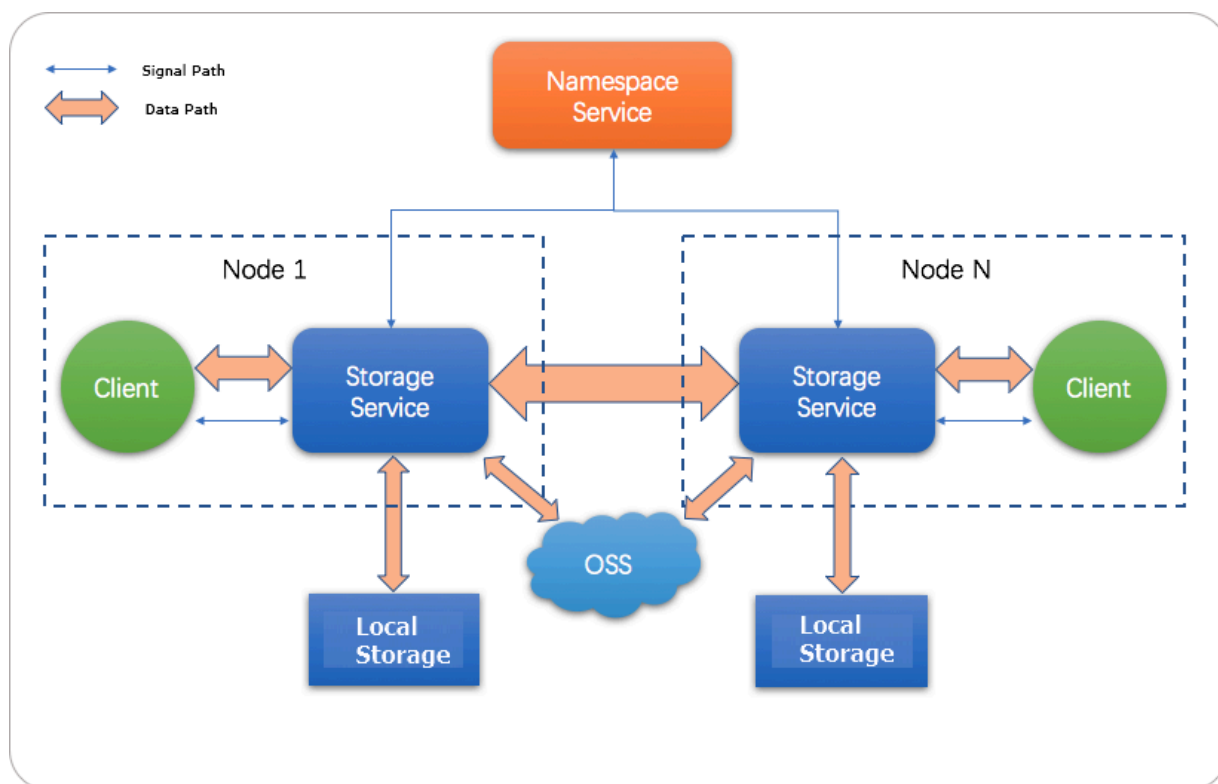 Signal Path
Data Path
Namespace
Service
Node 1
Node N
Client
Storage
Service
Storage
Service
Client
OSS
Local
Storage
Local
Storage